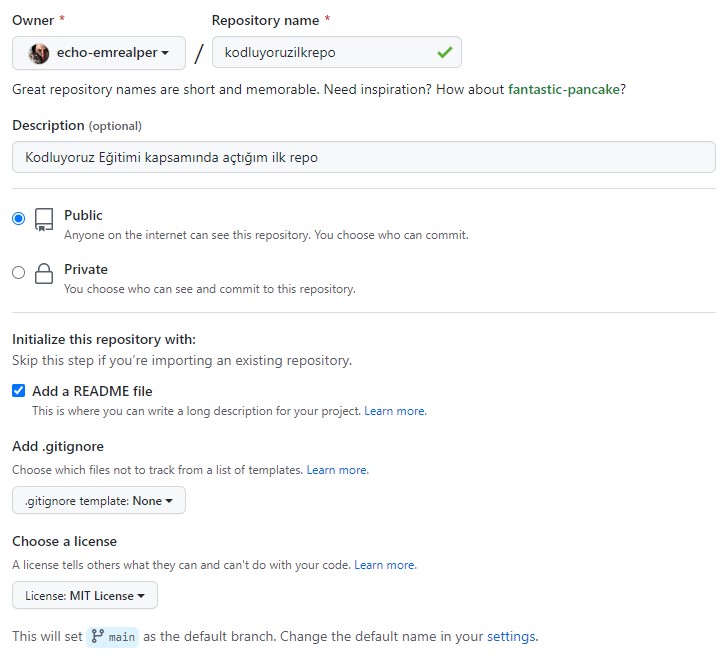 Owner * Repository name *
echo-emrealper / kodluyoruzilkrepo
Great repository names are short and memorable. Need inspiration? How about fantastic-pancake?
Description (optional)
Kodluyoruz Eğitimi kapsamında açtığım ilk repo
Public
Anyone on the internet can see this repository. You choose who can commit.
Private
You choose who can see and commit to this repository.
Initialize this repository with:
Skip this step if you're importing an existing repository.
Add a README file
This is where you can write a long description for your project. Learn more.
Add .gitignore
Choose which files not to track from a list of templates. Learn more.
.gitignore template: None
Choose a license
A license tells others what they can and can't do with your code. Learn more.
License: MIT License
This will set main as the default branch. Change the default name in your settings.